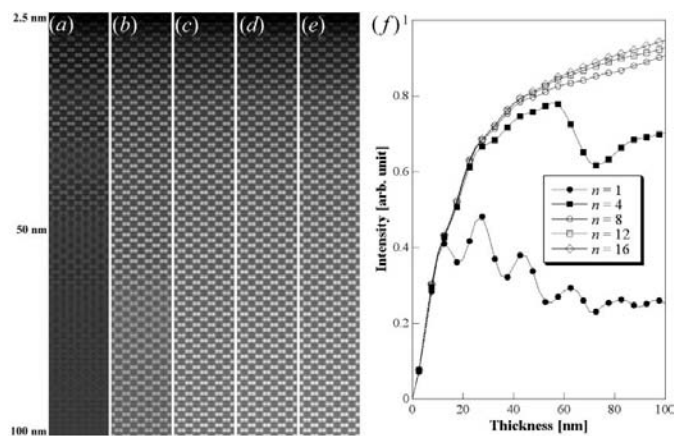 2.5 nm
50 nm
100 nm
(a) (b) (c) (d) (e)
(f)
1
0.8
0.6
0.4
0.2
0
Intensity [arb. unit]
n = 1
n = 4
n = 8
n = 12
n = 16
0 20 40 60 80 100
Thickness [nm]